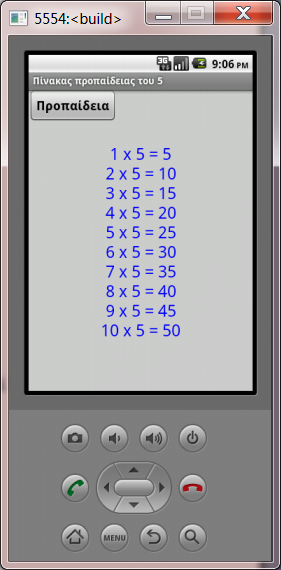 5554:<build>
3G
9:06 PM
Πίνακας προπαίδειας του 5
Προπαίδεια
1 x 5 = 5
2 x 5 = 10
3 x 5 = 15
4 x 5 = 20
5 x 5 = 25
6 x 5 = 30
7 x 5 = 35
8 x 5 = 40
9 x 5 = 45
10 x 5 = 50
MENU